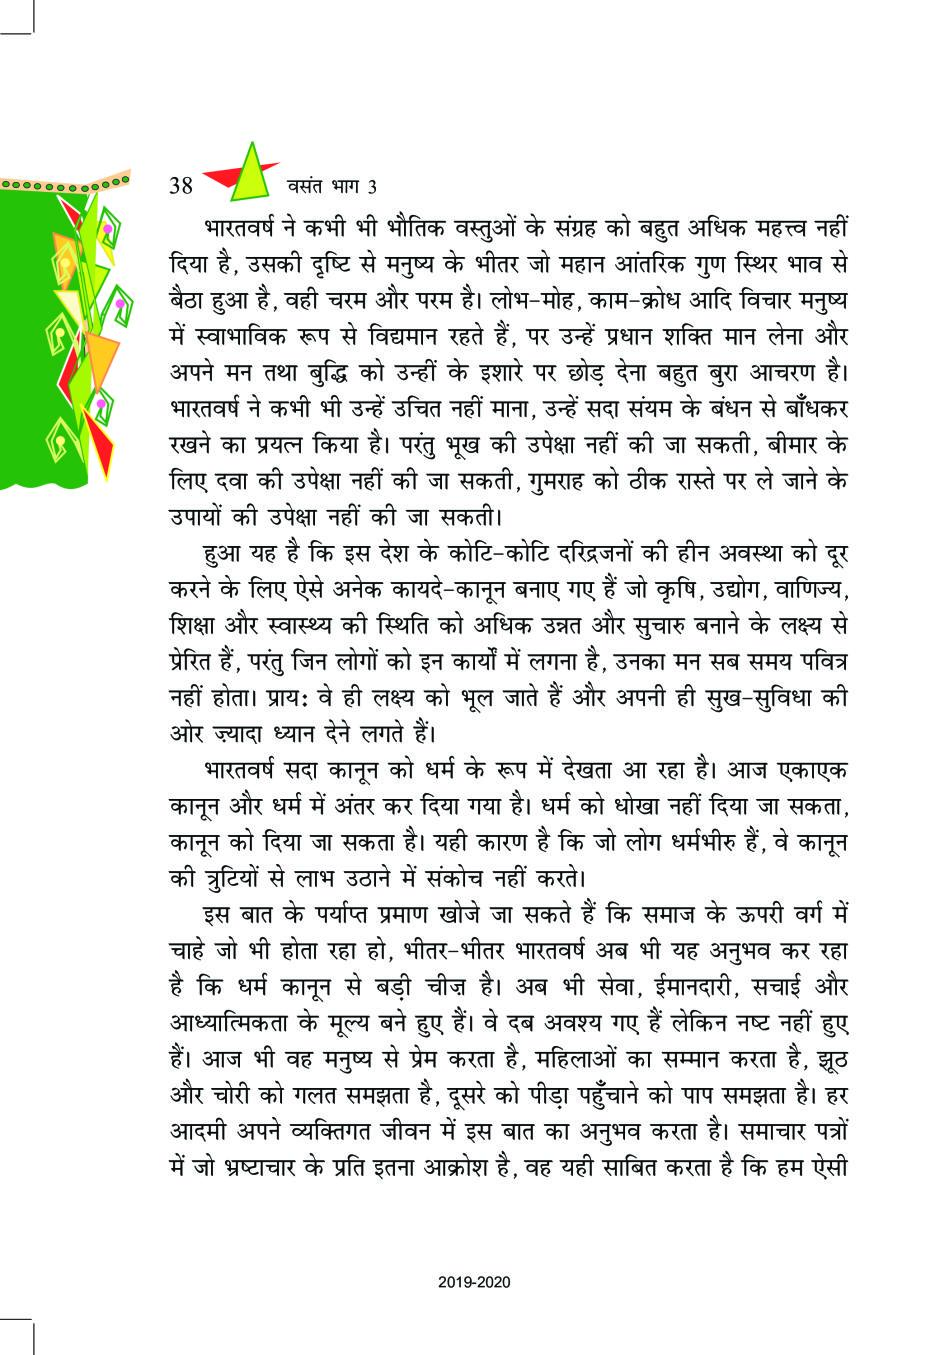 38 वसंत भाग 3
भारतवर्ष ने कभी भी भौतिक वस्तुओं के संग्रह को बहुत अधिक महत्त्व नहीं
दिया है, उसकी दृष्टि से मनुष्य के भीतर जो महान आंतरिक गुण स्थिर भाव से
बैठा हुआ है, वही चरम और परम है। लोभ-मोह, काम-क्रोध आदि विचार मनुष्य
में स्वाभाविक रूप से विद्यमान रहते हैं, पर उन्हें प्रधान शक्ति मान लेना और
अपने मन तथा बुद्धि को उन्हीं के इशारे पर छोड़ देना बहुत बुरा आचरण है।
भारतवर्ष ने कभी भी उन्हें उचित नहीं माना, उन्हें सदा संयम के बंधन से बाँधकर
रखने का प्रयत्न किया है। परंतु भूख की उपेक्षा नहीं की जा सकती, बीमार के
लिए दवा की उपेक्षा नहीं की जा सकती, गुमराह को ठीक रास्ते पर ले जाने के
उपायों की उपेक्षा नहीं की जा सकती।
हुआ यह है कि इस देश के कोटि-कोटि दरिद्रजनों की हीन अवस्था को दूर
करने के लिए ऐसे अनेक कायदे-कानून बनाए गए हैं जो कृषि, उद्योग, वाणिज्य,
शिक्षा और स्वास्थ्य की स्थिति को अधिक उन्नत और सुचारु बनाने के लक्ष्य से
प्रेरित हैं, परंतु जिन लोगों को इन कार्यों में लगना है, उनका मन सब समय पवित्र
नहीं होता। प्राय: वे ही लक्ष्य को भूल जाते हैं और अपनी ही सुख-सुविधा की
ओर ज़्यादा ध्यान देने लगते हैं।
भारतवर्ष सदा कानून को धर्म के रूप में देखता आ रहा है। आज एकाएक
कानून और धर्म में अंतर कर दिया गया है। धर्म को धोखा नहीं दिया जा सकता,
कानून को दिया जा सकता है। यही कारण है कि जो लोग धर्मभीरु हैं, वे कानून
की त्रुटियों से लाभ उठाने में संकोच नहीं करते।
इस बात के पर्याप्त प्रमाण खोजे जा सकते हैं कि समाज के ऊपरी वर्ग में
चाहे जो भी होता रहा हो, भीतर-भीतर भारतवर्ष अब भी यह अनुभव कर रहा
है कि धर्म कानून से बड़ी चीज़ है। अब भी सेवा, ईमानदारी, सचाई और
आध्यात्मिकता के मूल्य बने हुए हैं। वे दब अवश्य गए हैं लेकिन नष्ट नहीं हुए
हैं। आज भी वह मनुष्य से प्रेम करता है, महिलाओं का सम्मान करता है, झूठ
और चोरी को गलत समझता है, दूसरे को पीड़ा पहुँचाने को पाप समझता है। हर
आदमी अपने व्यक्तिगत जीवन में इस बात का अनुभव करता है। समाचार पत्रों
में जो भ्रष्टाचार के प्रति इतना आक्रोश है, वह यही साबित करता है कि हम ऐसी
2019-2020